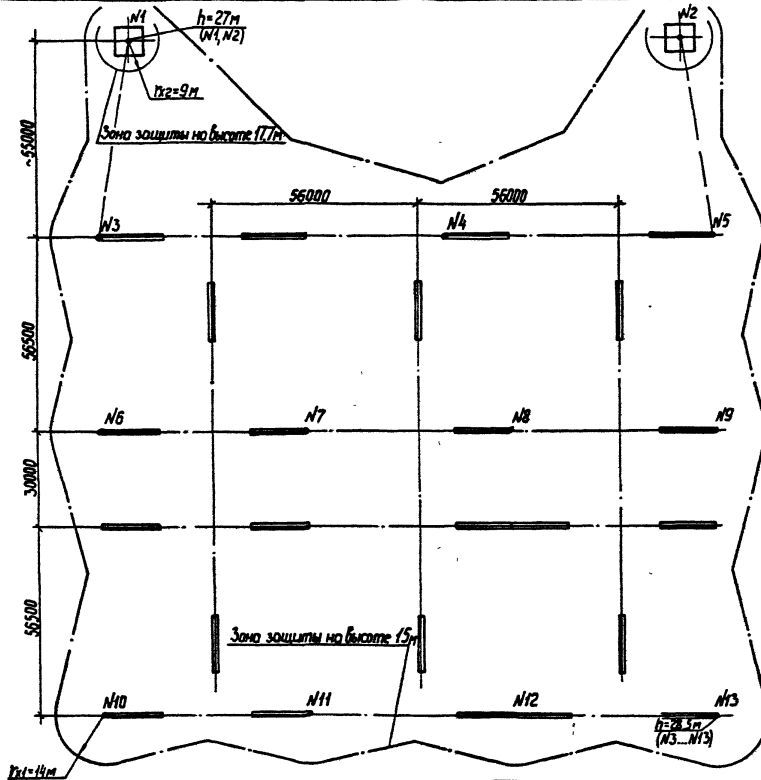 N1
h=27м
(N1, N2)
N2
rx2=9м
Зона защиты на высоте 17,7м
~55000
56000
56000
N3
N4
N5
56500
N6
N7
N8
N9
30000
56500
Зона защиты на высоте 15м
N10
N11
N12
N13
h=28.5м
(N3...N13)
rx1=14м